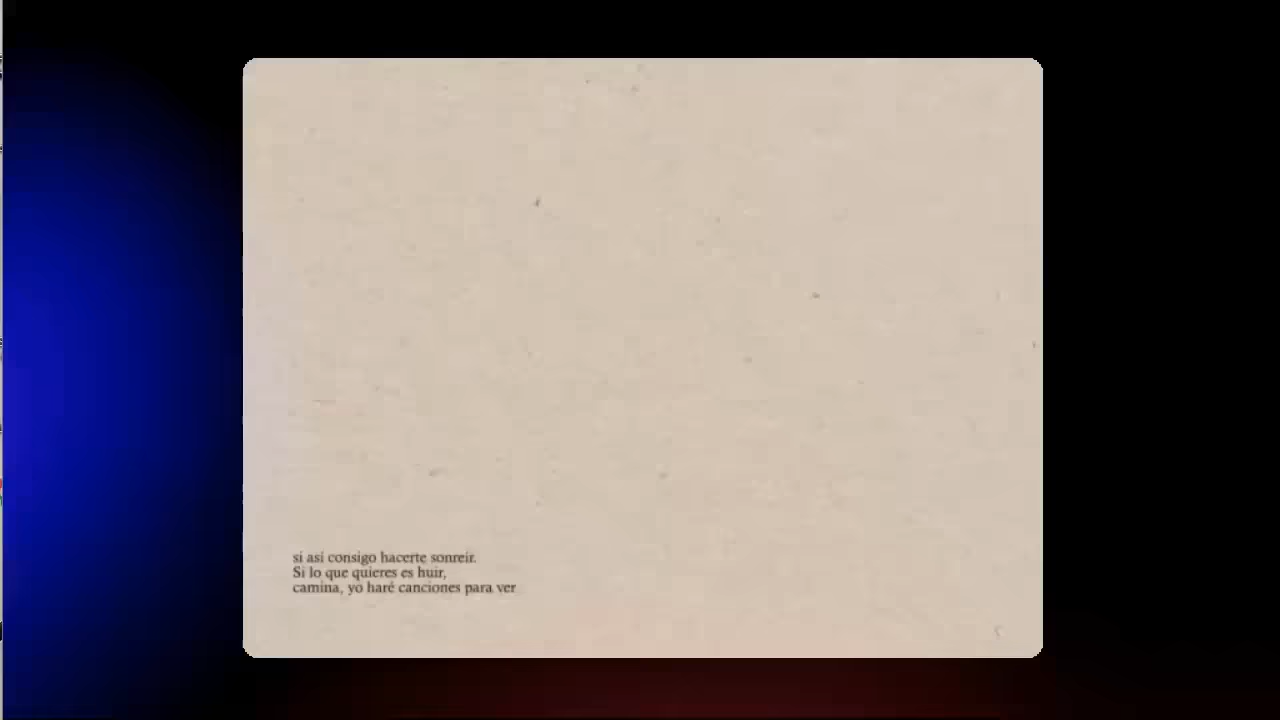 si así consigo hacerte sonreír.
Si lo que quieres es huir,
camina, yo haré canciones para ver